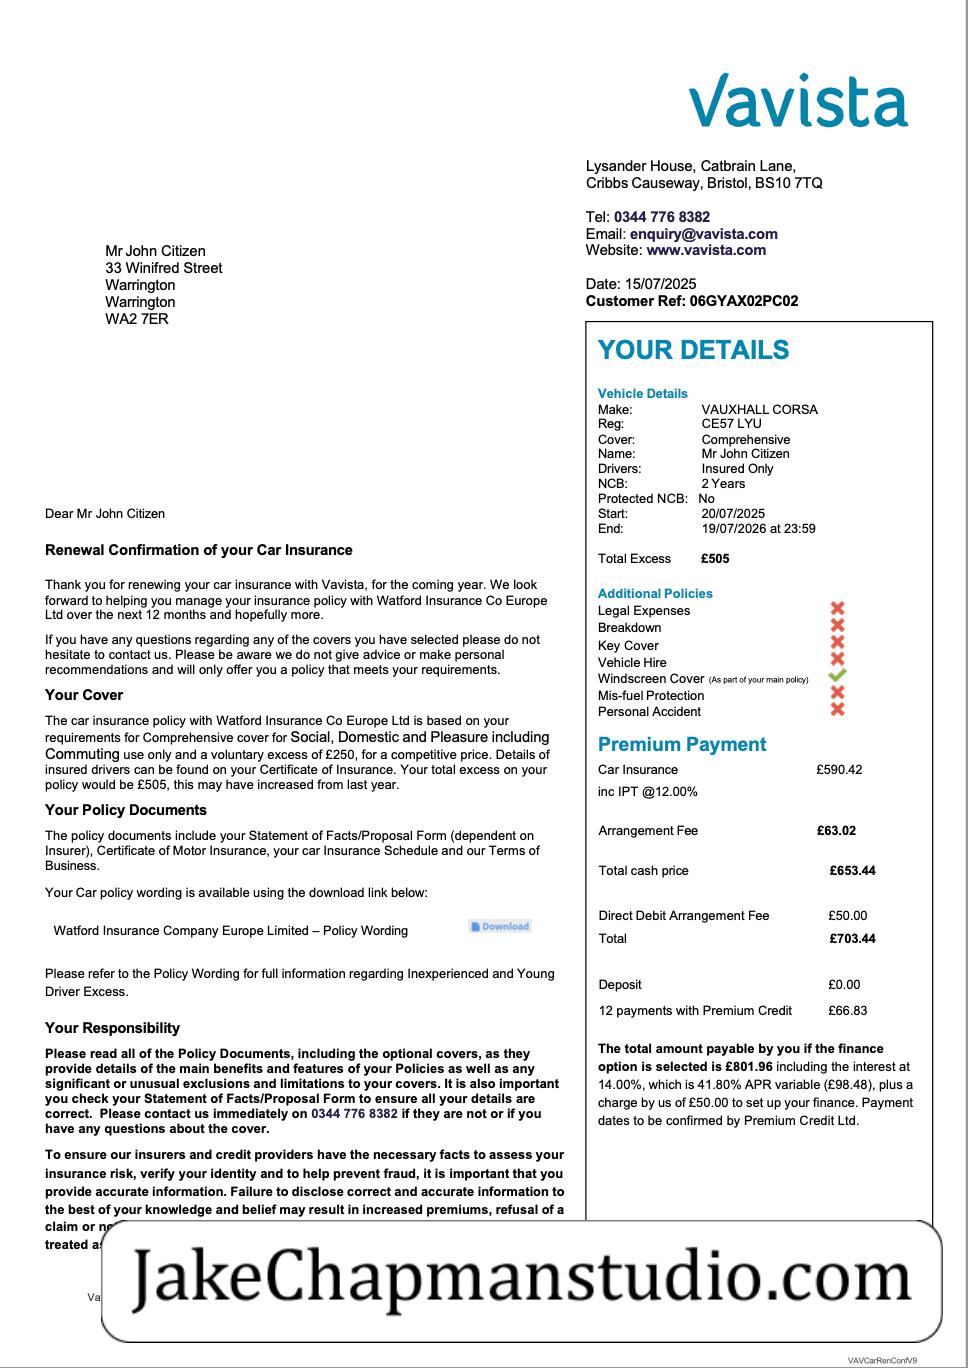 Vavista
Lysander House, Catbrain Lane,
Cribbs Causeway, Bristol, BS10 7TQ
Tel: 0344 776 8382
Email: enquiry@vavista.com
Website: www.vavista.com
Date: 15/07/2025
Customer Ref: 06GYAX02PC02
Mr John Citizen
33 Winifred Street
Warrington
Warrington
WA2 7ER
Dear Mr John Citizen
Renewal Confirmation of your Car Insurance
Thank you for renewing your car insurance with Vavista, for the coming year. We look
forward to helping you manage your insurance policy with Watford Insurance Co Europe
Ltd over the next 12 months and hopefully more.
If you have any questions regarding any of the covers you have selected please do not
hesitate to contact us. Please be aware we do not give advice or make personal
recommendations and will only offer you a policy that meets your requirements.
Your Cover
The car insurance policy with Watford Insurance Co Europe Ltd is based on your
requirements for Comprehensive cover for Social, Domestic and Pleasure including
Commuting use only and a voluntary excess of £250, for a competitive price. Details of
insured drivers can be found on your Certificate of Insurance. Your total excess on your
policy would be £505, this may have increased from last year.
Your Policy Documents
The policy documents include your Statement of Facts/Proposal Form (dependent on
Insurer), Certificate of Motor Insurance, your car Insurance Schedule and our Terms of
Business.
Your Car policy wording is available using the download link below:
Watford Insurance Company Europe Limited – Policy Wording Download
Please refer to the Policy Wording for full information regarding Inexperienced and Young
Driver Excess.
Your Responsibility
Please read all of the Policy Documents, including the optional covers, as they
provide details of the main benefits and features of your Policies as well as any
significant or unusual exclusions and limitations to your covers. It is also important
you check your Statement of Facts/Proposal Form to ensure all your details are
correct. Please contact us immediately on 0344 776 8382 if they are not or if you
have any questions about the cover.
To ensure our insurers and credit providers have the necessary facts to assess your
insurance risk, verify your identity and to help prevent fraud, it is important that you
provide accurate information. Failure to disclose correct and accurate information to
the best of your knowledge and belief may result in increased premiums, refusal of a
claim or
treated
YOUR DETAILS
Vehicle Details
Make: VAUXHALL CORSA
Reg: CE57 LYU
Cover: Comprehensive
Name: Mr John Citizen
Drivers: Insured Only
NCB: 2 Years
Protected NCB: No
Start: 20/07/2025
End: 19/07/2026 at 23:59
Total Excess £505
Additional Policies
Legal Expenses
Breakdown
Key Cover
Vehicle Hire
Windscreen Cover (As part of your main policy)
Mis-fuel Protection
Personal Accident
Premium Payment
Car Insurance £590.42
inc IPT @12.00%
Arrangement Fee £63.02
Total cash price £653.44
Direct Debit Arrangement Fee £50.00
Total £703.44
Deposit £0.00
12 payments with Premium Credit £66.83
The total amount payable by you if the finance
option is selected is £801.96 including the interest at
14.00%, which is 41.80% APR variable (£98.48), plus a
charge by us of £50.00 to set up your finance. Payment
dates to be confirmed by Premium Credit Ltd.
JakeChapmanstudio.com
VAVCarRenConfV9